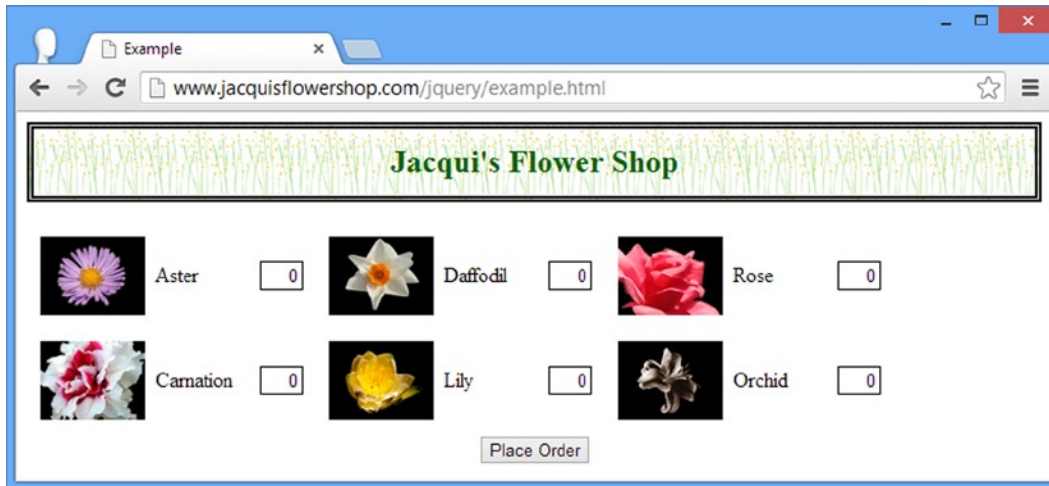 Example
www.jacquisflowershop.com/jquery/example.html
Jacqui's Flower Shop
Aster 0 Daffodil 0 Rose 0
Carnation 0 Lily 0 Orchid 0
Place Order